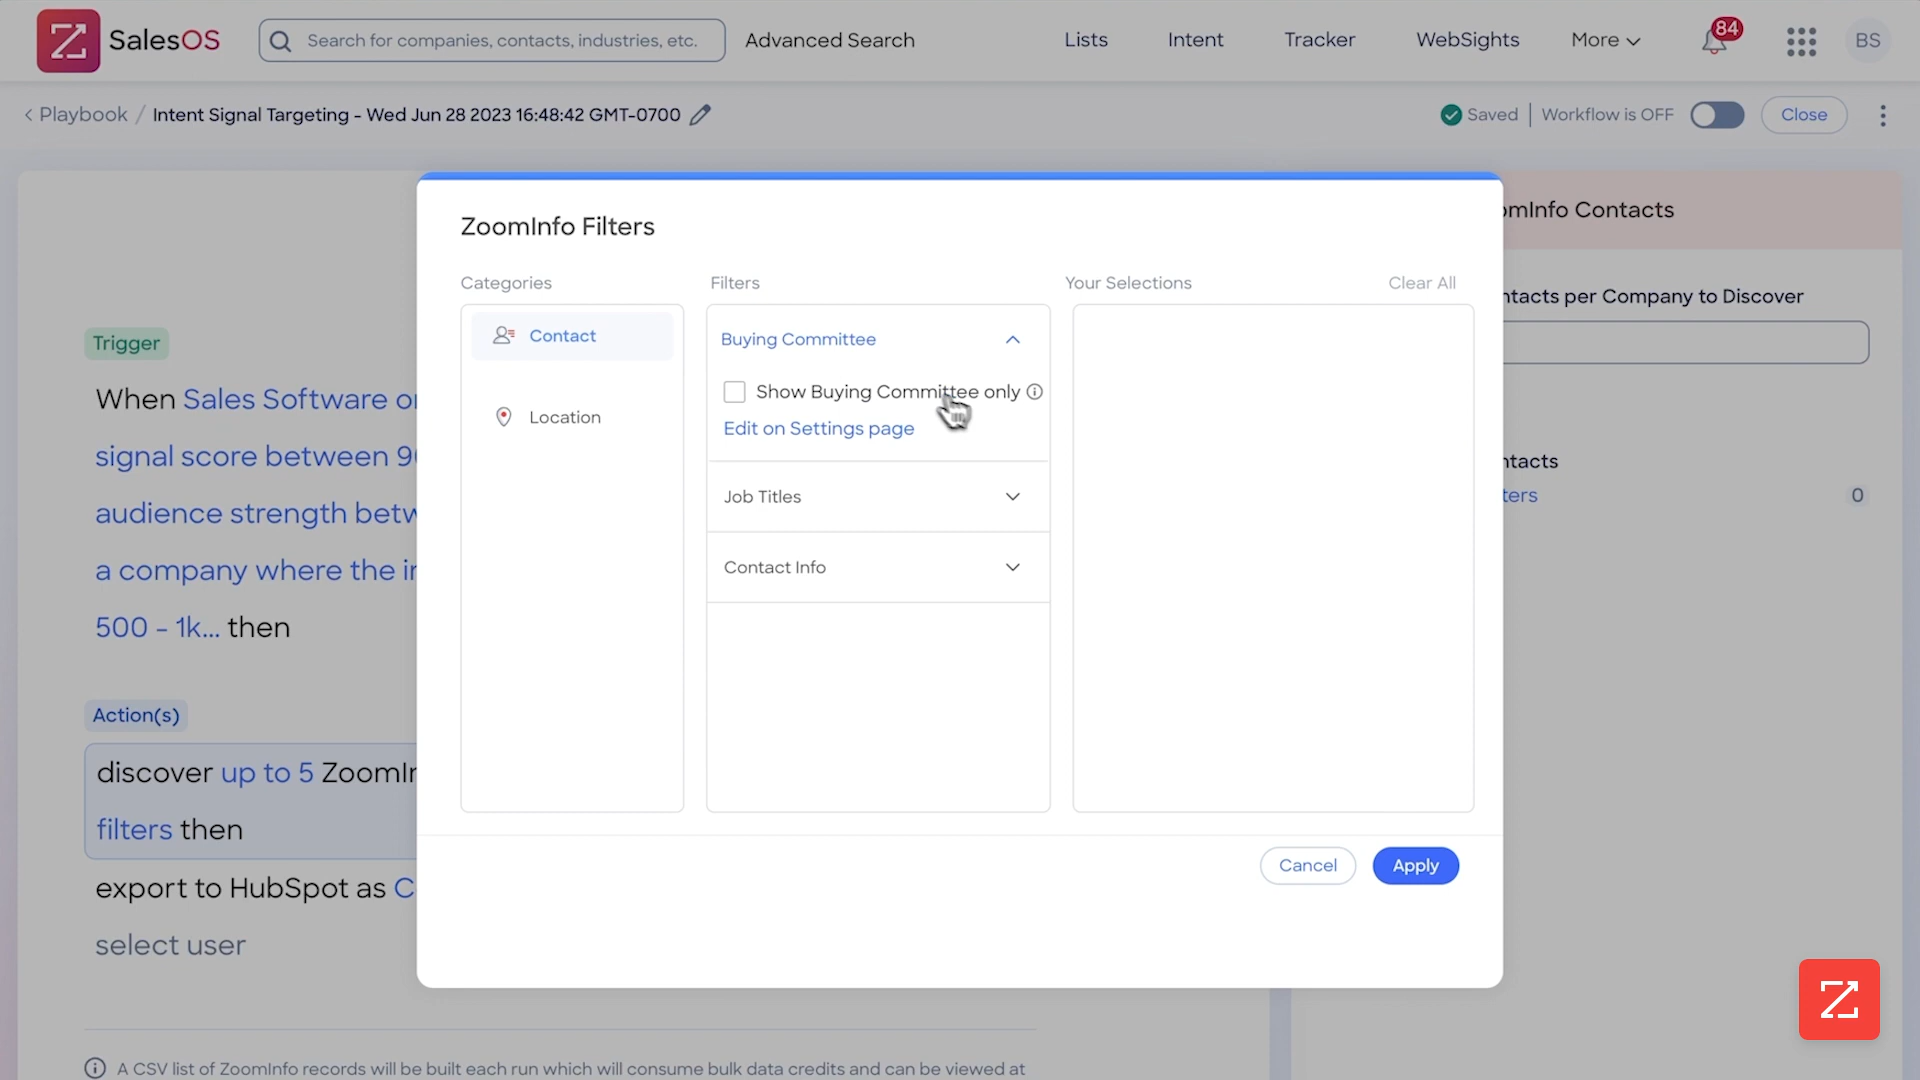 SalesOS
Search for companies, contacts, industries, etc.
Advanced Search
Lists
Intent
Tracker
WebSights
More
84
BS
Playbook / Intent Signal Targeting - Wed Jun 28 2023 16:48:42 GMT-0700
Saved
Workflow is OFF
Close
Trigger
When Sales Software or
signal score between 90
audience strength betw
a company where the in
500 - 1k... then
Action(s)
discover up to 5 ZoomIn
filters then
export to HubSpot as C
select user
A CSV list of ZoomInfo records will be built each run which will consume bulk data credits and can be viewed at
ZoomInfo Filters
Categories
Contact
Location
Filters
Buying Committee
Show Buying Committee only
Edit on Settings page
Job Titles
Contact Info
Your Selections
Clear All
Cancel
Apply
omInfo Contacts
ntacts per Company to Discover
ntacts
ters
0